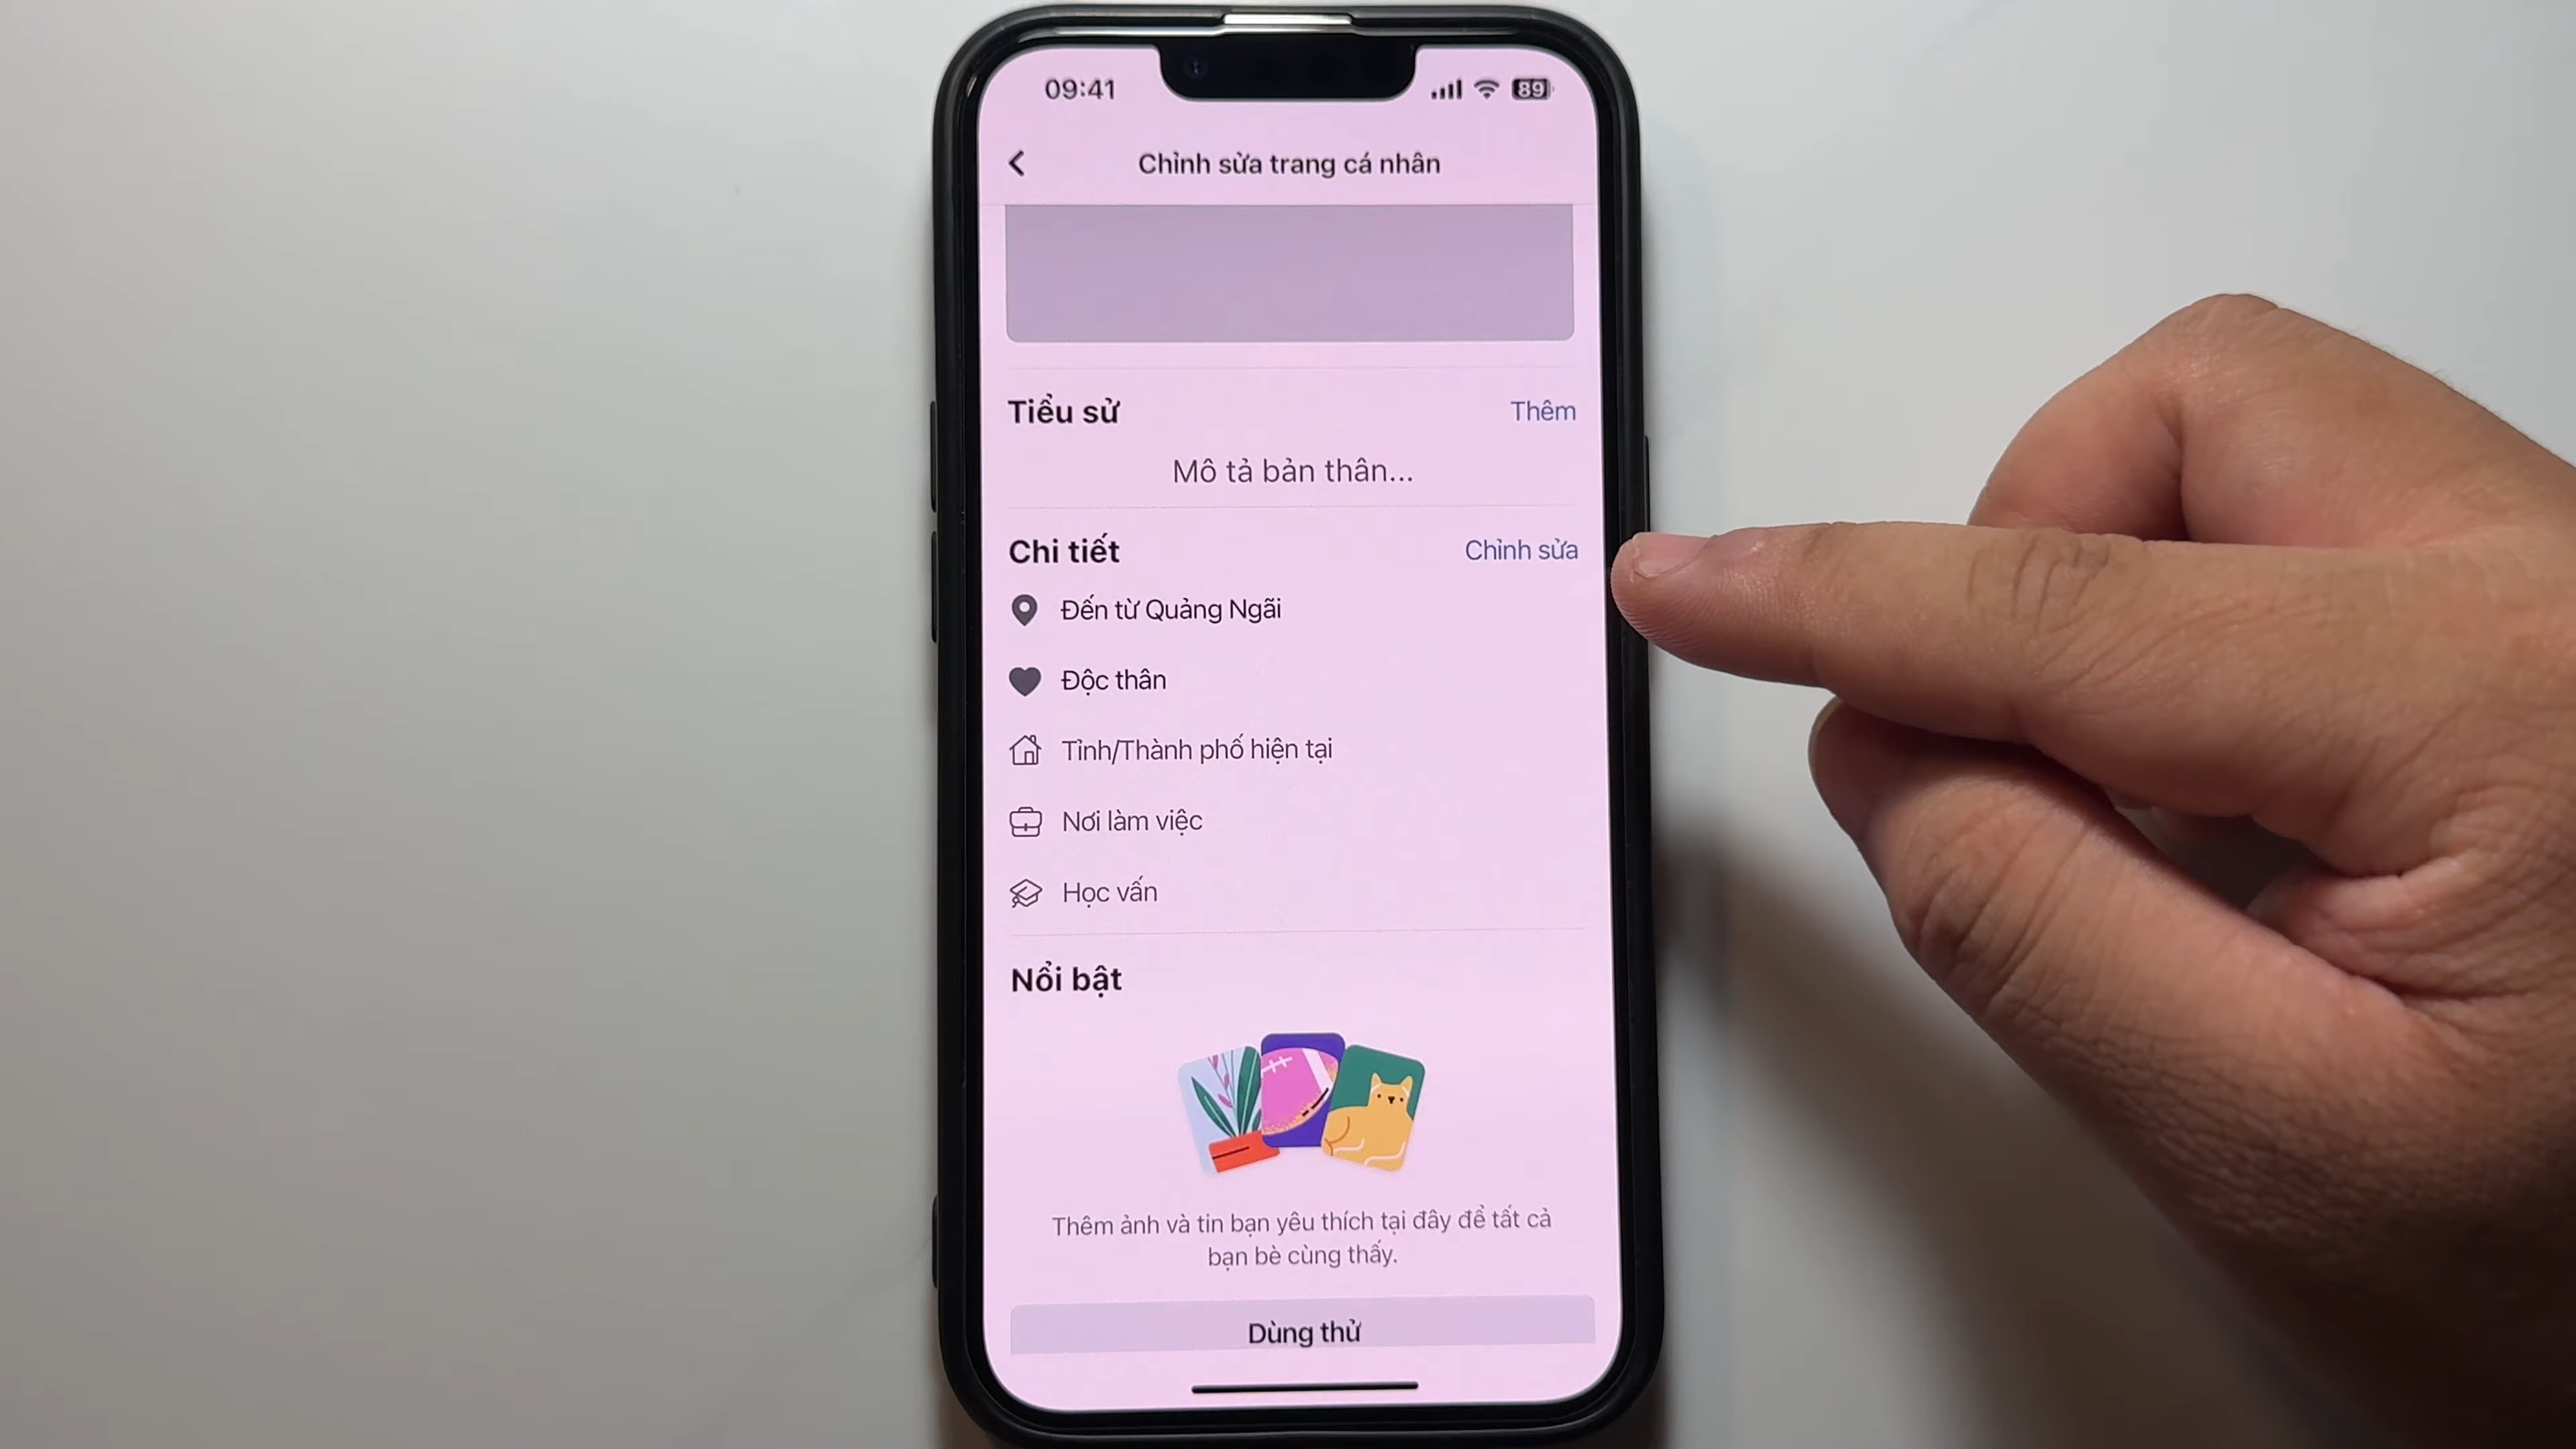 09:41
89
Chỉnh sửa trang cá nhân
Tiểu sử
Thêm
Mô tả bản thân...
Chi tiết
Chỉnh sửa
Đến từ Quảng Ngãi
Độc thân
Tỉnh/Thành phố hiện tại
Nơi làm việc
Học vấn
Nổi bật
Thêm ảnh và tin bạn yêu thích tại đây để tất cả
bạn bè cùng thấy.
Dùng thử